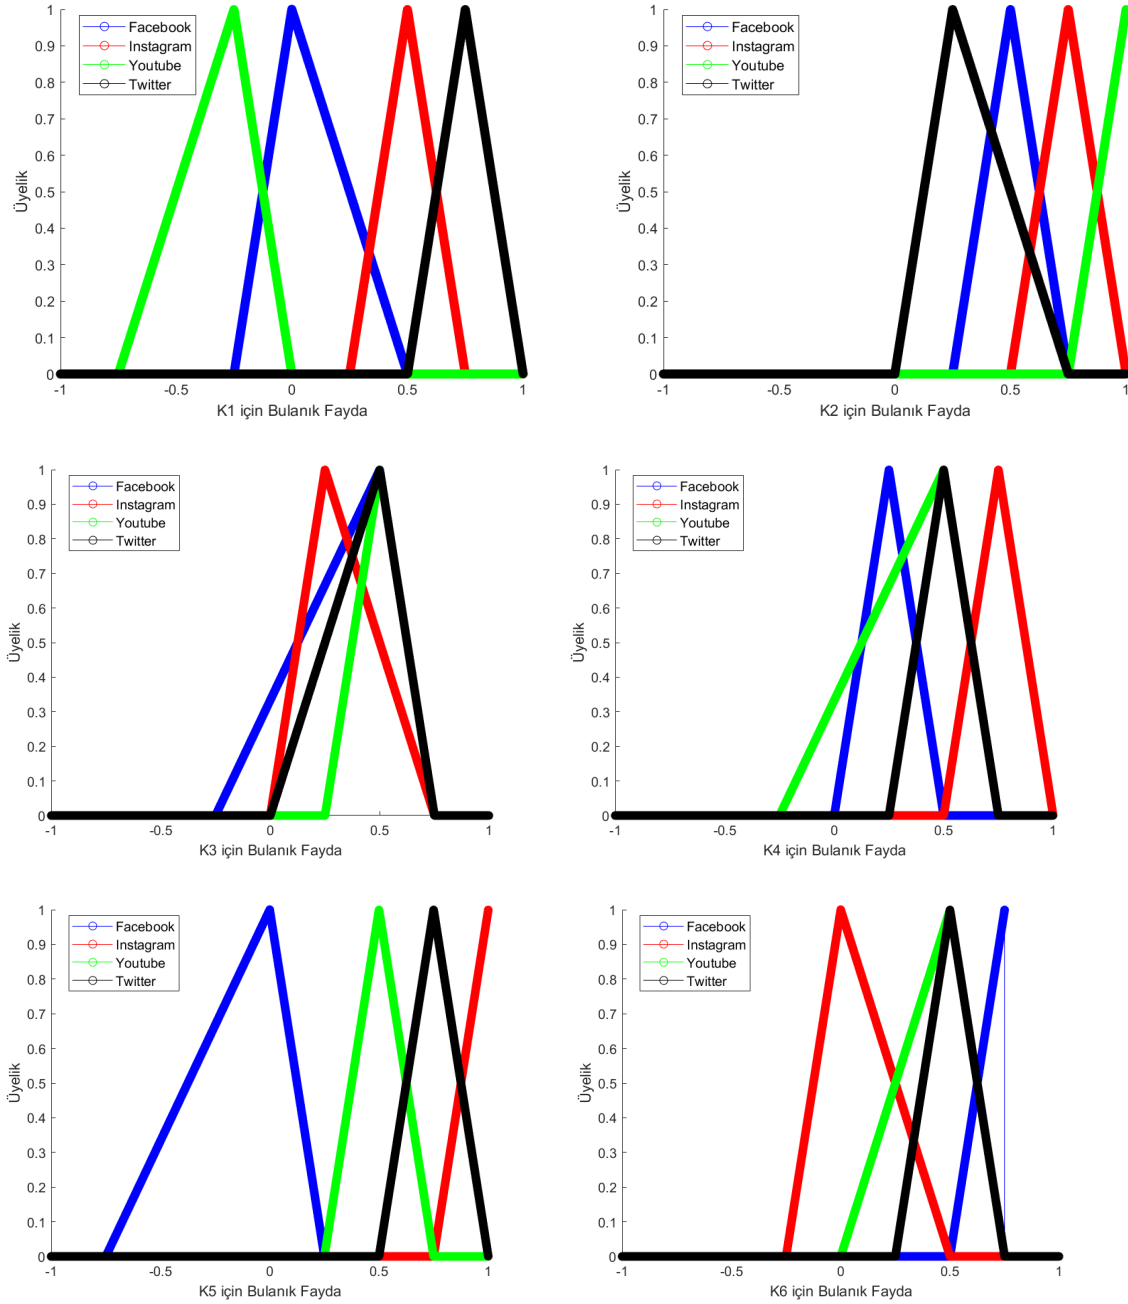 1
0.9
0.8
0.7
0.6
0.5
0.4
0.3
0.2
0.1
0
Üyelik
-1
-0.5
0
0.5
1
K1 için Bulanık Fayda
Facebook
Instagram
Youtube
Twitter
1
0.9
0.8
0.7
0.6
0.5
0.4
0.3
0.2
0.1
0
Üyelik
-1
-0.5
0
0.5
1
K2 için Bulanık Fayda
Facebook
Instagram
Youtube
Twitter
1
0.9
0.8
0.7
0.6
0.5
0.4
0.3
0.2
0.1
0
Üyelik
-1
-0.5
0
0.5
1
K3 için Bulanık Fayda
Facebook
Instagram
Youtube
Twitter
1
0.9
0.8
0.7
0.6
0.5
0.4
0.3
0.2
0.1
0
Üyelik
-1
-0.5
0
0.5
1
K4 için Bulanık Fayda
Facebook
Instagram
Youtube
Twitter
1
0.9
0.8
0.7
0.6
0.5
0.4
0.3
0.2
0.1
0
Üyelik
-1
-0.5
0
0.5
1
K5 için Bulanık Fayda
Facebook
Instagram
Youtube
Twitter
1
0.9
0.8
0.7
0.6
0.5
0.4
0.3
0.2
0.1
0
Üyelik
-1
-0.5
0
0.5
1
K6 için Bulanık Fayda
Facebook
Instagram
Youtube
Twitter